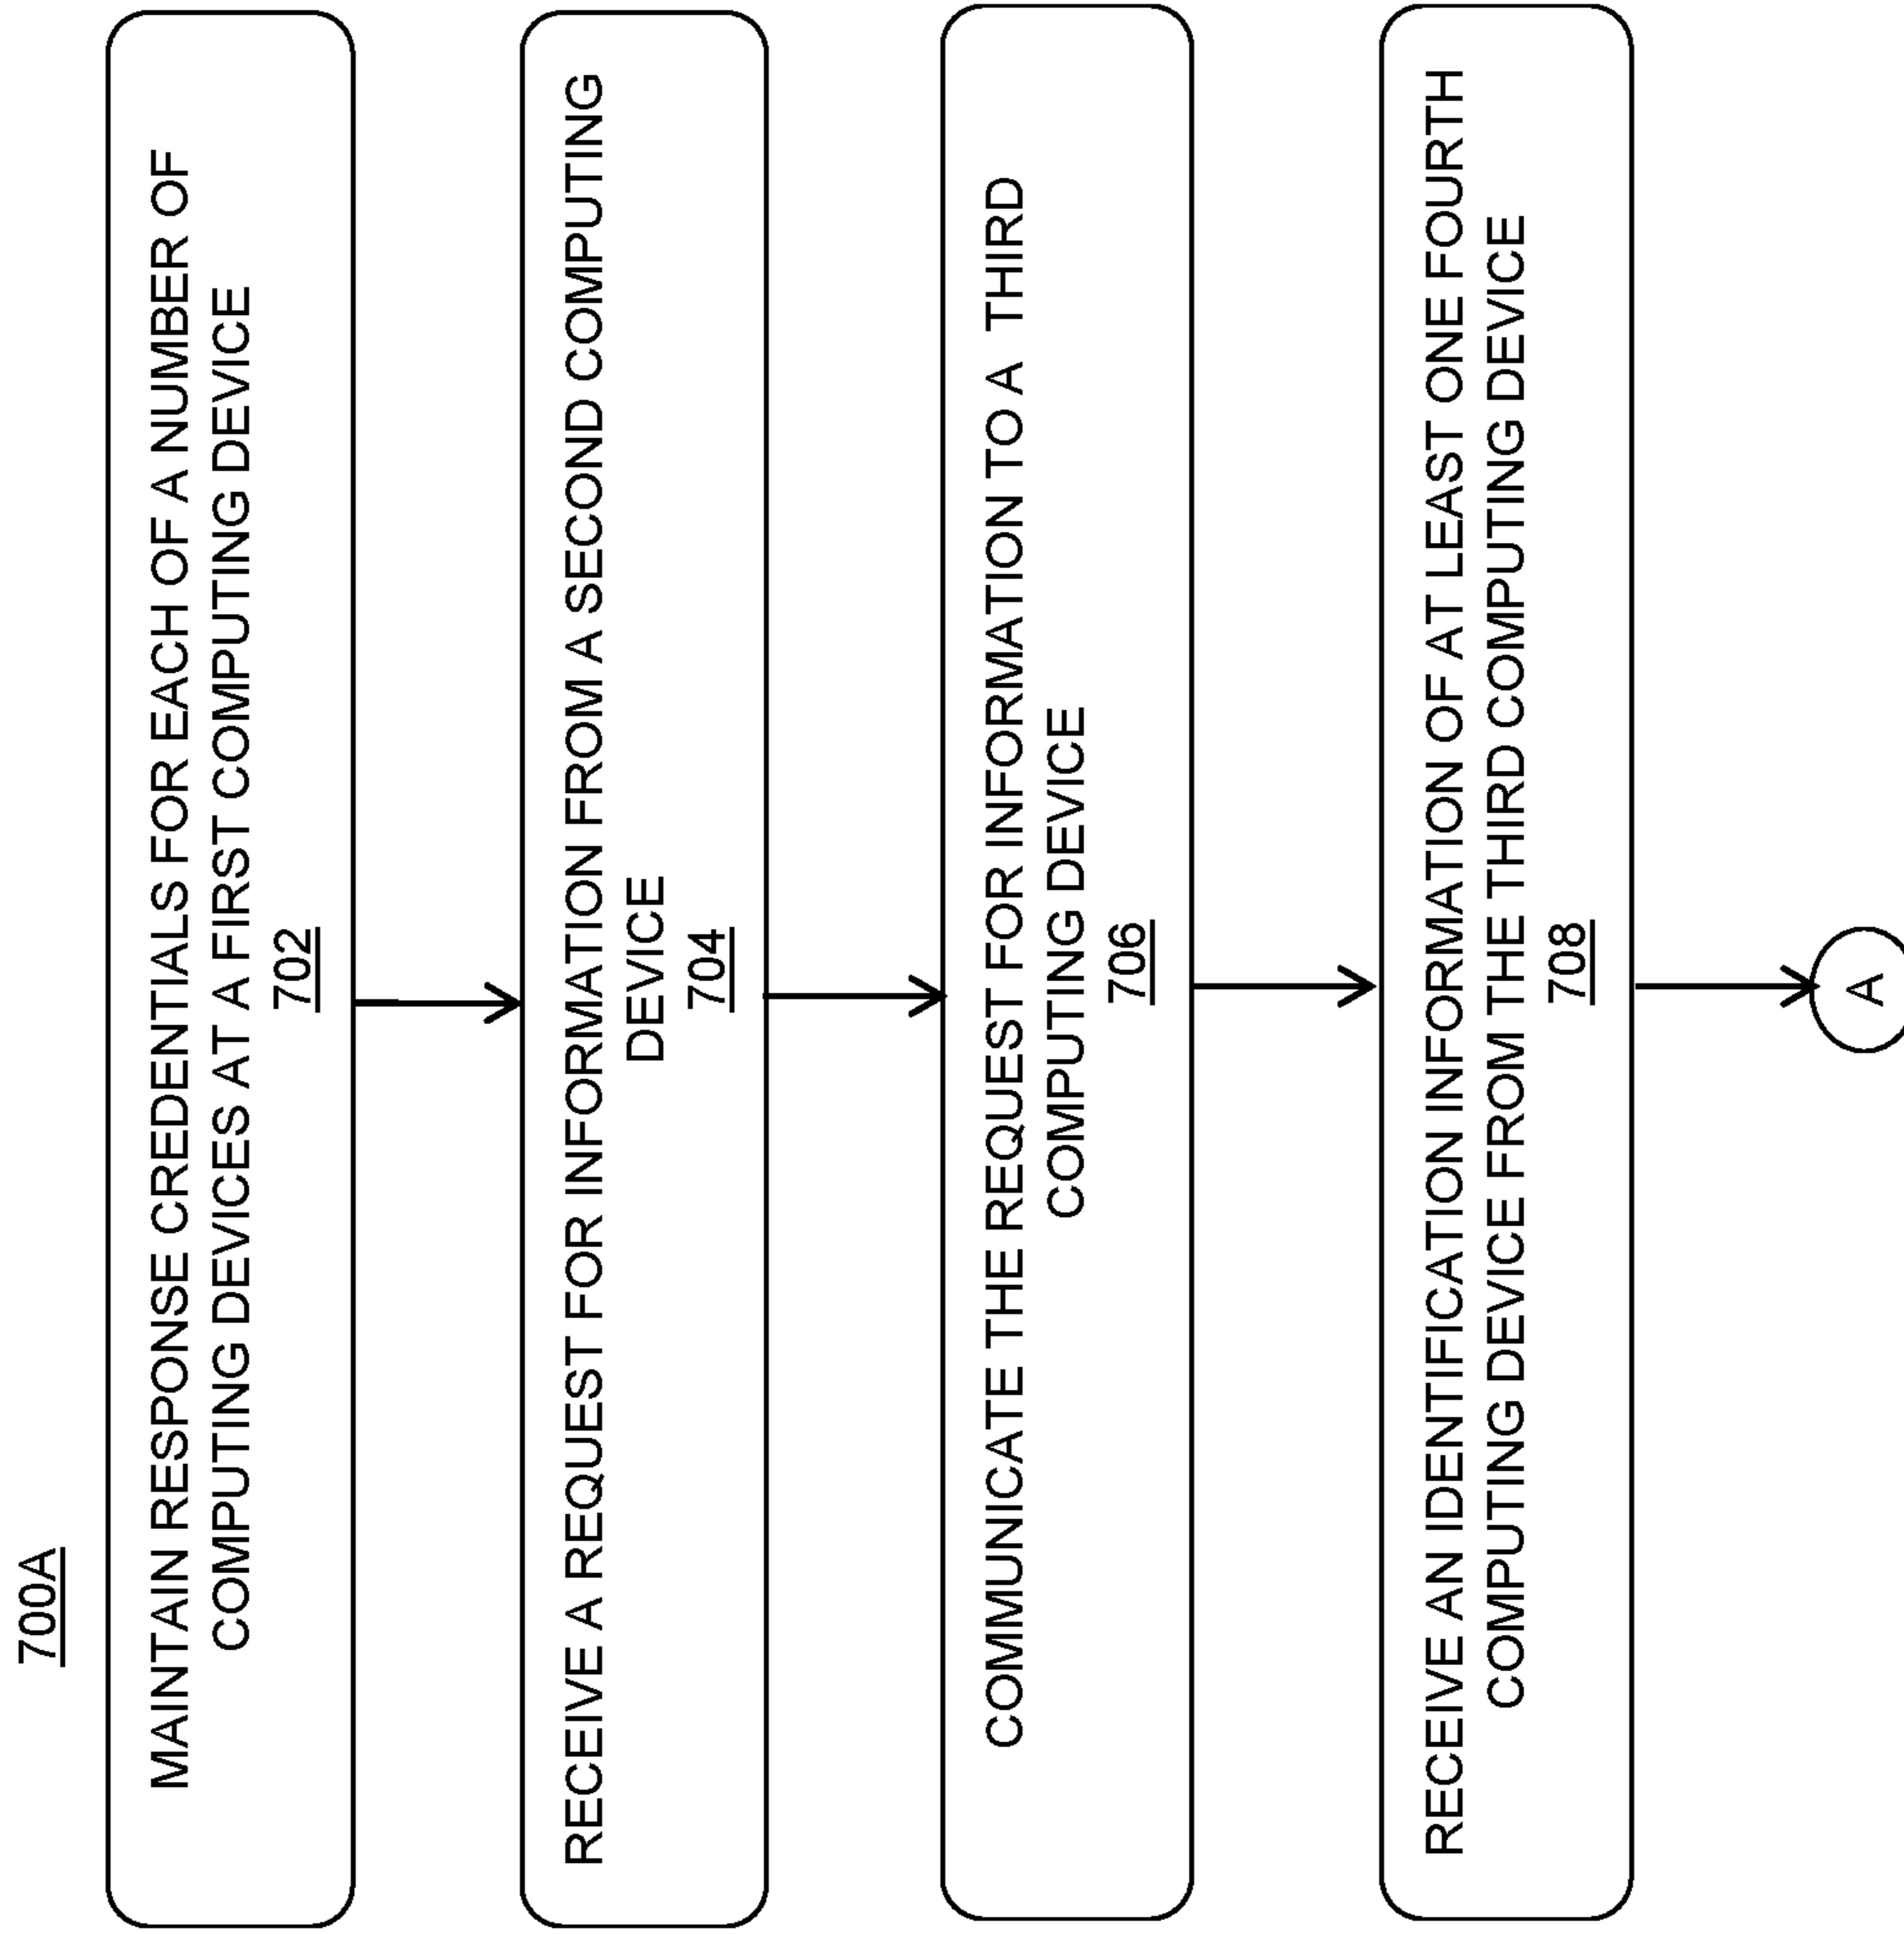 700A
MAINTAIN RESPONSE CREDENTIALS FOR EACH OF A NUMBER OF
COMPUTING DEVICES AT A FIRST COMPUTING DEVICE
702
RECEIVE A REQUEST FOR INFORMATION FROM A SECOND COMPUTING
DEVICE
704
COMMUNICATE THE REQUEST FOR INFORMATION TO A THIRD
COMPUTING DEVICE
706
RECEIVE AN IDENTIFICATION INFORMATION OF AT LEAST ONE FOURTH
COMPUTING DEVICE FROM THE THIRD COMPUTING DEVICE
708
A